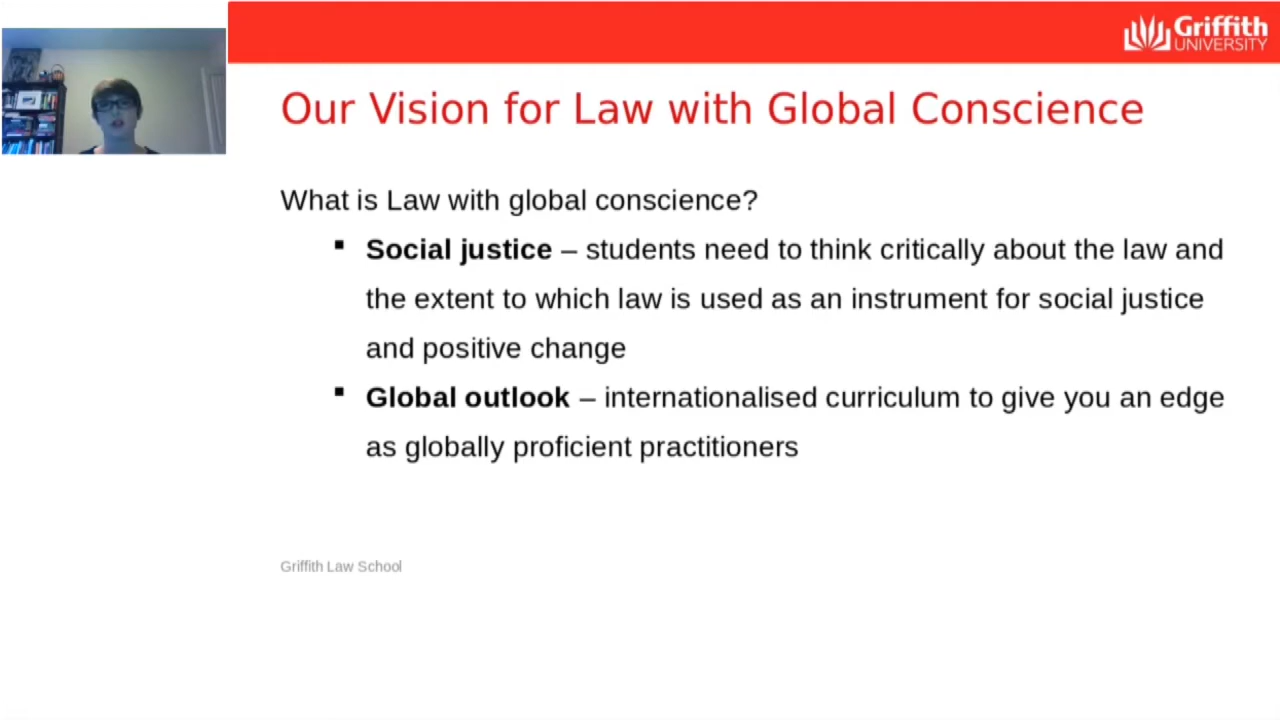 Griffith
UNIVERSITY
Our Vision for Law with Global Conscience
What is Law with global conscience?
▪ Social justice – students need to think critically about the law and
the extent to which law is used as an instrument for social justice
and positive change
▪ Global outlook – internationalised curriculum to give you an edge
as globally proficient practitioners
Griffith Law School